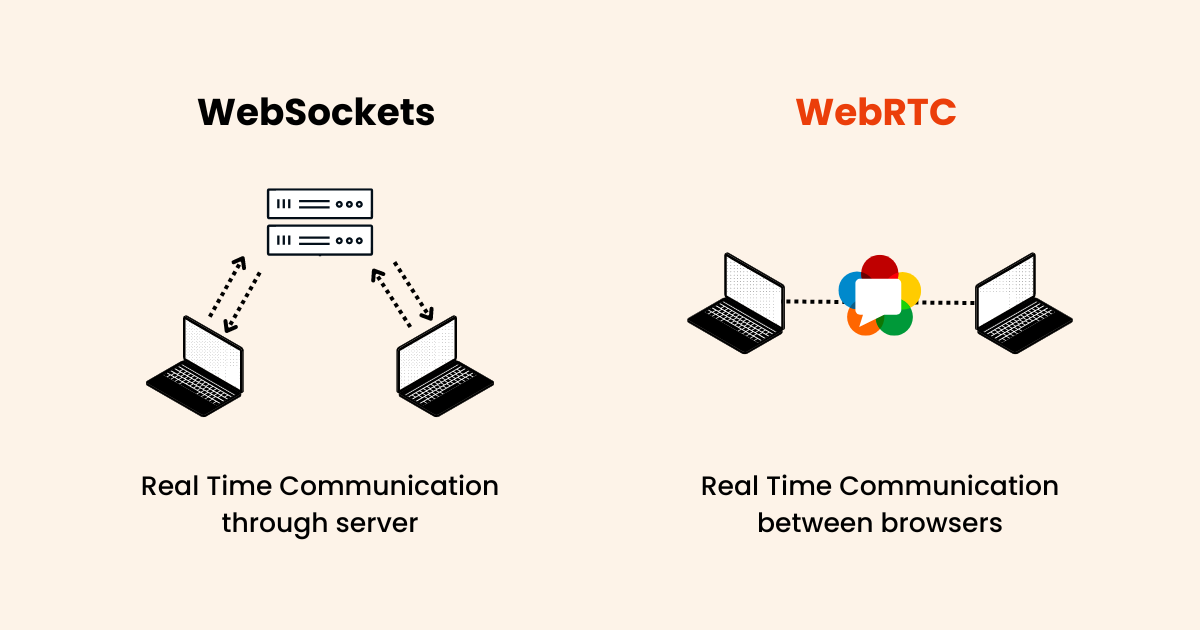 WebSockets
WebRTC
Real Time Communication
through server
Real Time Communication
between browsers